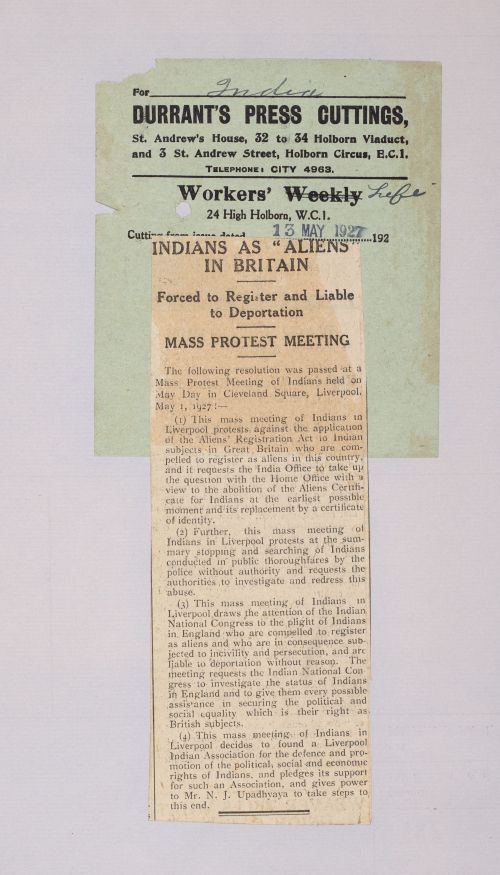 For India
DURRANT'S PRESS CUTTINGS,
St. Andrew's House, 32 to 34 Holborn Viaduct,
and 3 St. Andrew Street, Holborn Circus, E.C.1.
TELEPHONE: CITY 4963.
Workers' Weekly Life
24 High Holborn, W.C.1.
Cutting from issue dated 13 MAY 1927 192
INDIANS AS "ALIENS"
IN BRITAIN
Forced to Register and Liable
to Deportation
MASS PROTEST MEETING
The following resolution was passed at a
Mass Protest Meeting of Indians held on
May Day in Cleveland Square, Liverpool,
May 1, 1927:—
(1) This mass meeting of Indians in
Liverpool protests against the application
of the Aliens' Registration Act to Indian
subjects in Great Britain who are com-
pelled to register as aliens in this country,
and it requests the India Office to take up
the question with the Home Office with a
view to the abolition of the Aliens Certifi-
cate for Indians at the earliest possible
moment and its replacement by a certificate
of identity.
(2) Further, this mass meeting of
Indians in Liverpool protests at the sum-
mary stopping and searching of Indians
conducted in public thoroughfares by the
police without authority and requests the
authorities to investigate and redress this
abuse.
(3) This mass meeting of Indians in
Liverpool draws the attention of the Indian
National Congress to the plight of Indians
in England who are compelled to register
as aliens and who are in consequence sub-
jected to incivility and persecution, and are
liable to deportation without reason. The
meeting requests the Indian National Con-
gress to investigate the status of Indians
in England and to give them every possible
assistance in securing the political and
social equality which is their right as
British subjects.
(4) This mass meeting of Indians in
Liverpool decides to found a Liverpool
Indian Association for the defence and pro-
motion of the political, social and economic
rights of Indians, and pledges its support
for such an Association, and gives power
to Mr. N. J. Upadhyaya to take steps to
this end.